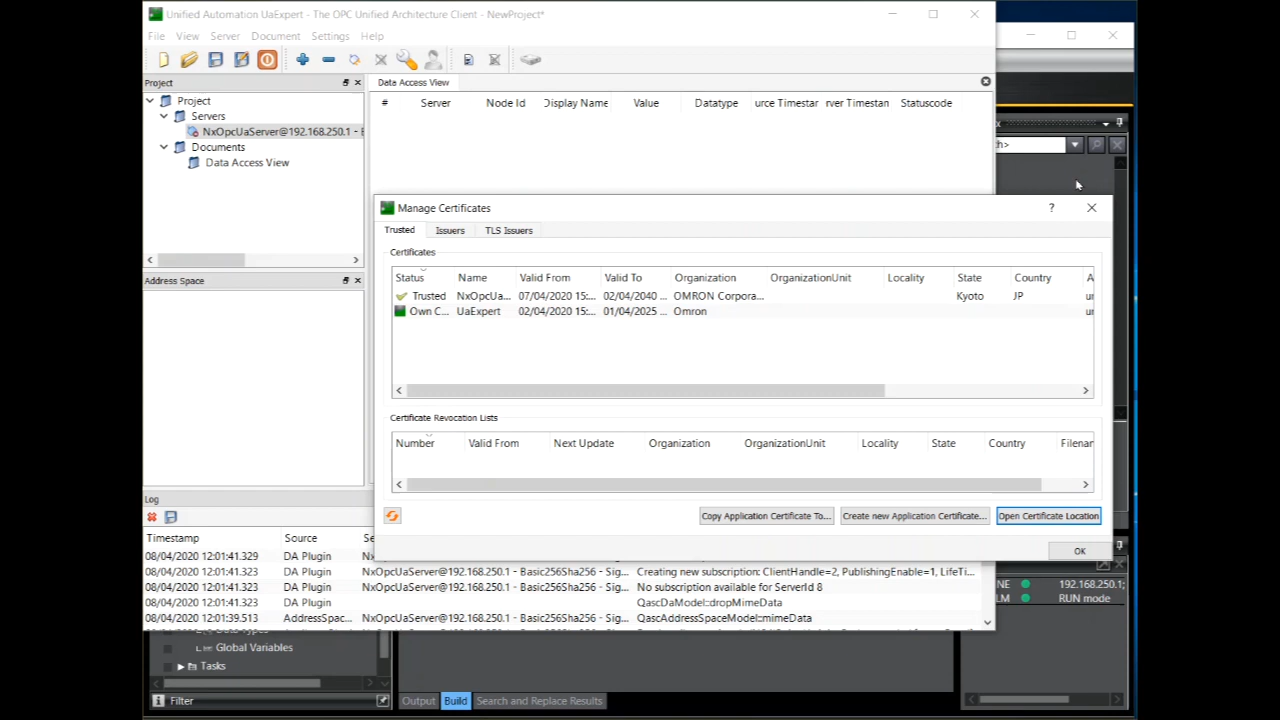 Unified Automation UaExpert - The OPC Unified Architecture Client - NewProject*
File View Server Document Settings Help
Project
Data Access View
Project
Servers
NxOpcUaServer@192.168.250.1 - E
Documents
Data Access View
# Server Node Id Display Name Value Datatype urce Timestar rver Timestan Statuscode
th>
Address Space
Manage Certificates
Trusted Issuers TLS Issuers
Certificates
Status Name Valid From Valid To Organization OrganizationUnit Locality State Country A
Trusted NxOpcUa... 07/04/2020 15:... 02/04/2040 ... OMRON Corpora... Kyoto JP ur
Own C... UaExpert 02/04/2020 15:... 01/04/2025 ... Omron ur
Certificate Revocation Lists
Number Valid From Next Update Organization OrganizationUnit Locality State Country Filenar
Copy Application Certificate To... Create new Application Certificate... Open Certificate Location
OK
Log
Timestamp Source Se
08/04/2020 12:01:41.329 DA Plugin Nx
08/04/2020 12:01:41.323 DA Plugin NxOpcUaServer@192.168.250.1 - Basic256Sha256 - Sig... Creating new subscription: ClientHandle=2, PublishingEnable=1, LifeTi...
08/04/2020 12:01:41.323 DA Plugin NxOpcUaServer@192.168.250.1 - Basic256Sha256 - Sig... No subscription available for ServerId 8
08/04/2020 12:01:41.323 DA Plugin QascDaModel::dropMimeData
08/04/2020 12:01:39.513 AddressSpac... NxOpcUaServer@192.168.250.1 - Basic256Sha256 - Sig... QascAddressSpaceModel::mimeData
NE 192.168.250.1;
LM RUN mode
Data Types
Global Variables
Tasks
Filter
Output Build Search and Replace Results